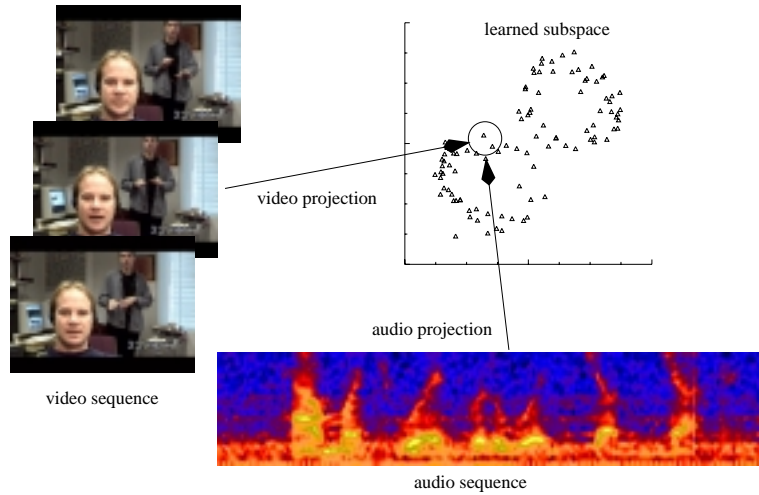 learned subspace
video projection
audio projection
video sequence
audio sequence